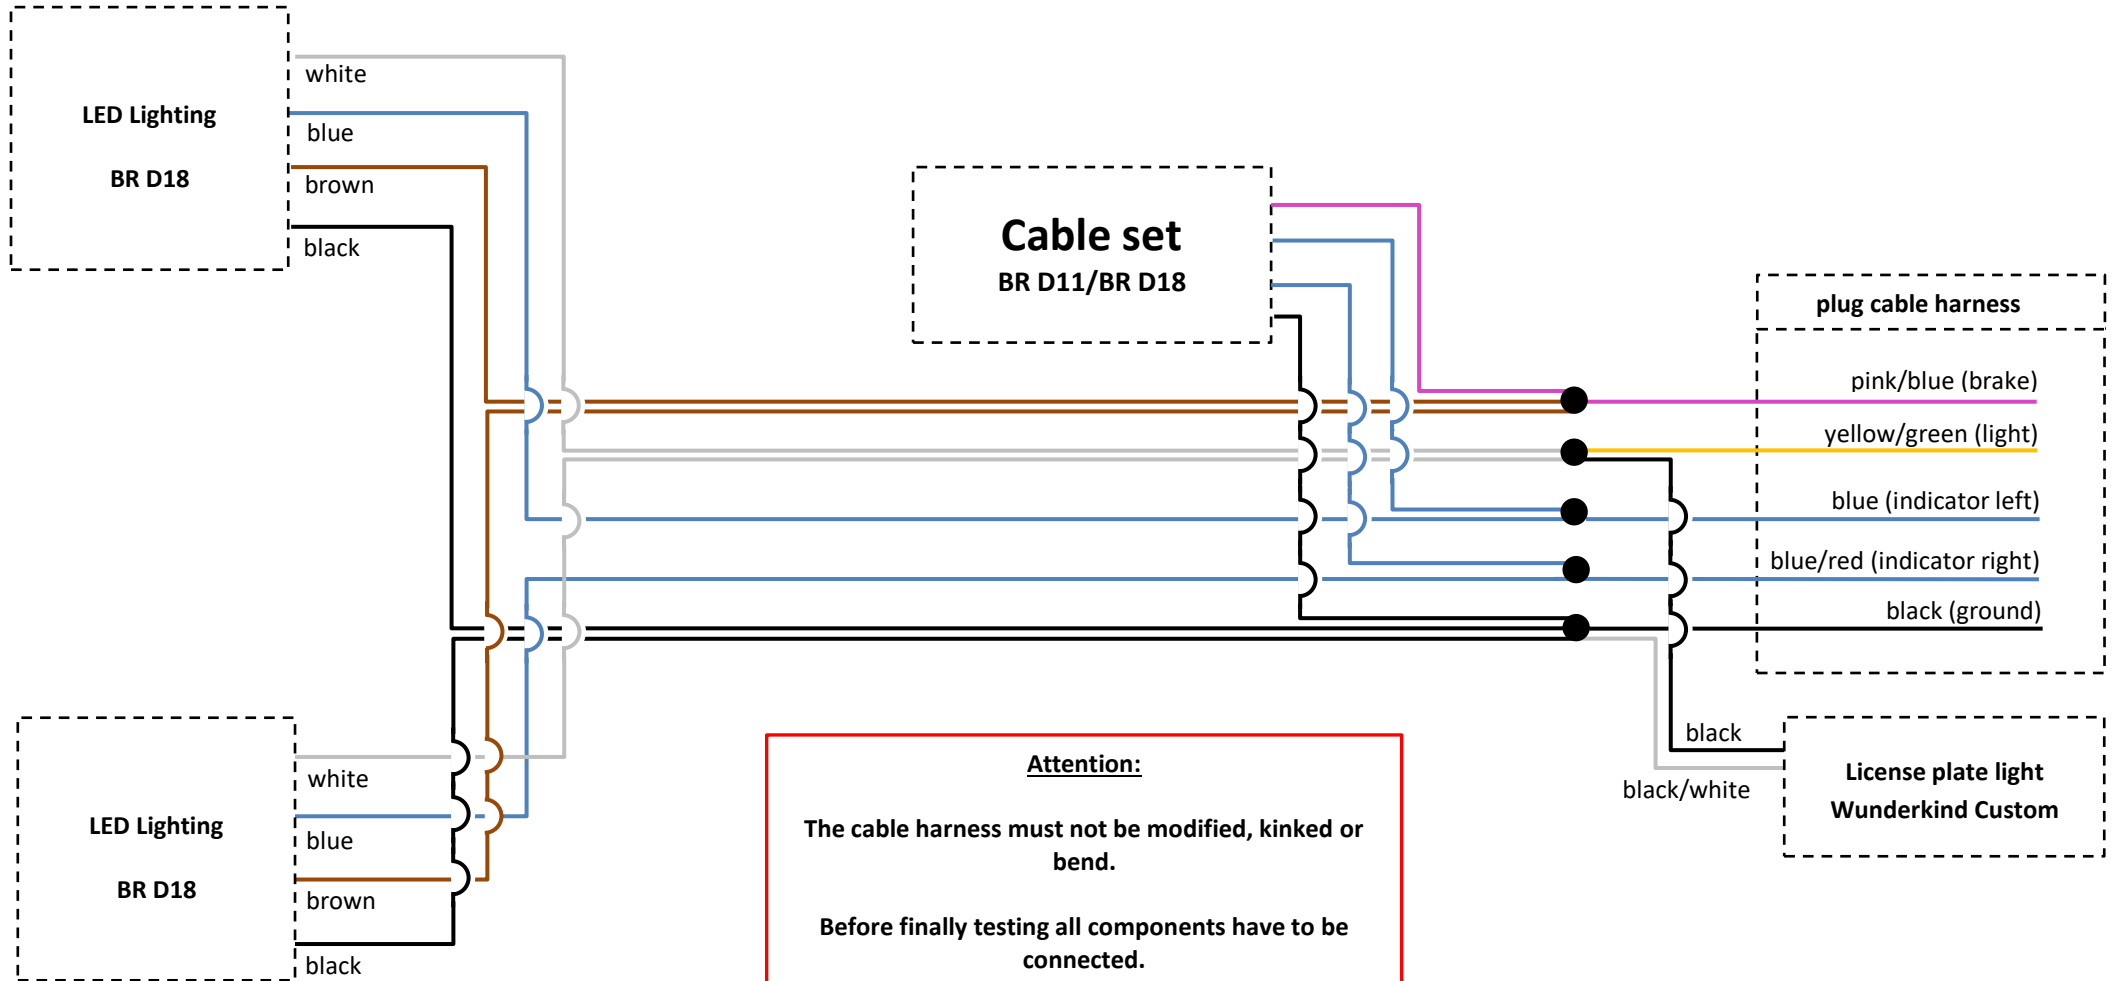 LED Lighting
BR D18
white
blue
brown
black
Cable set
BR D11/BR D18
plug cable harness
pink/blue (brake)
yellow/green (light)
blue (indicator left)
blue/red (indicator right)
black (ground)
LED Lighting
BR D18
white
blue
brown
black
Attention:
The cable harness must not be modified, kinked or
bend.
Before finally testing all components have to be
connected.
black
black/white
License plate light
Wunderkind Custom